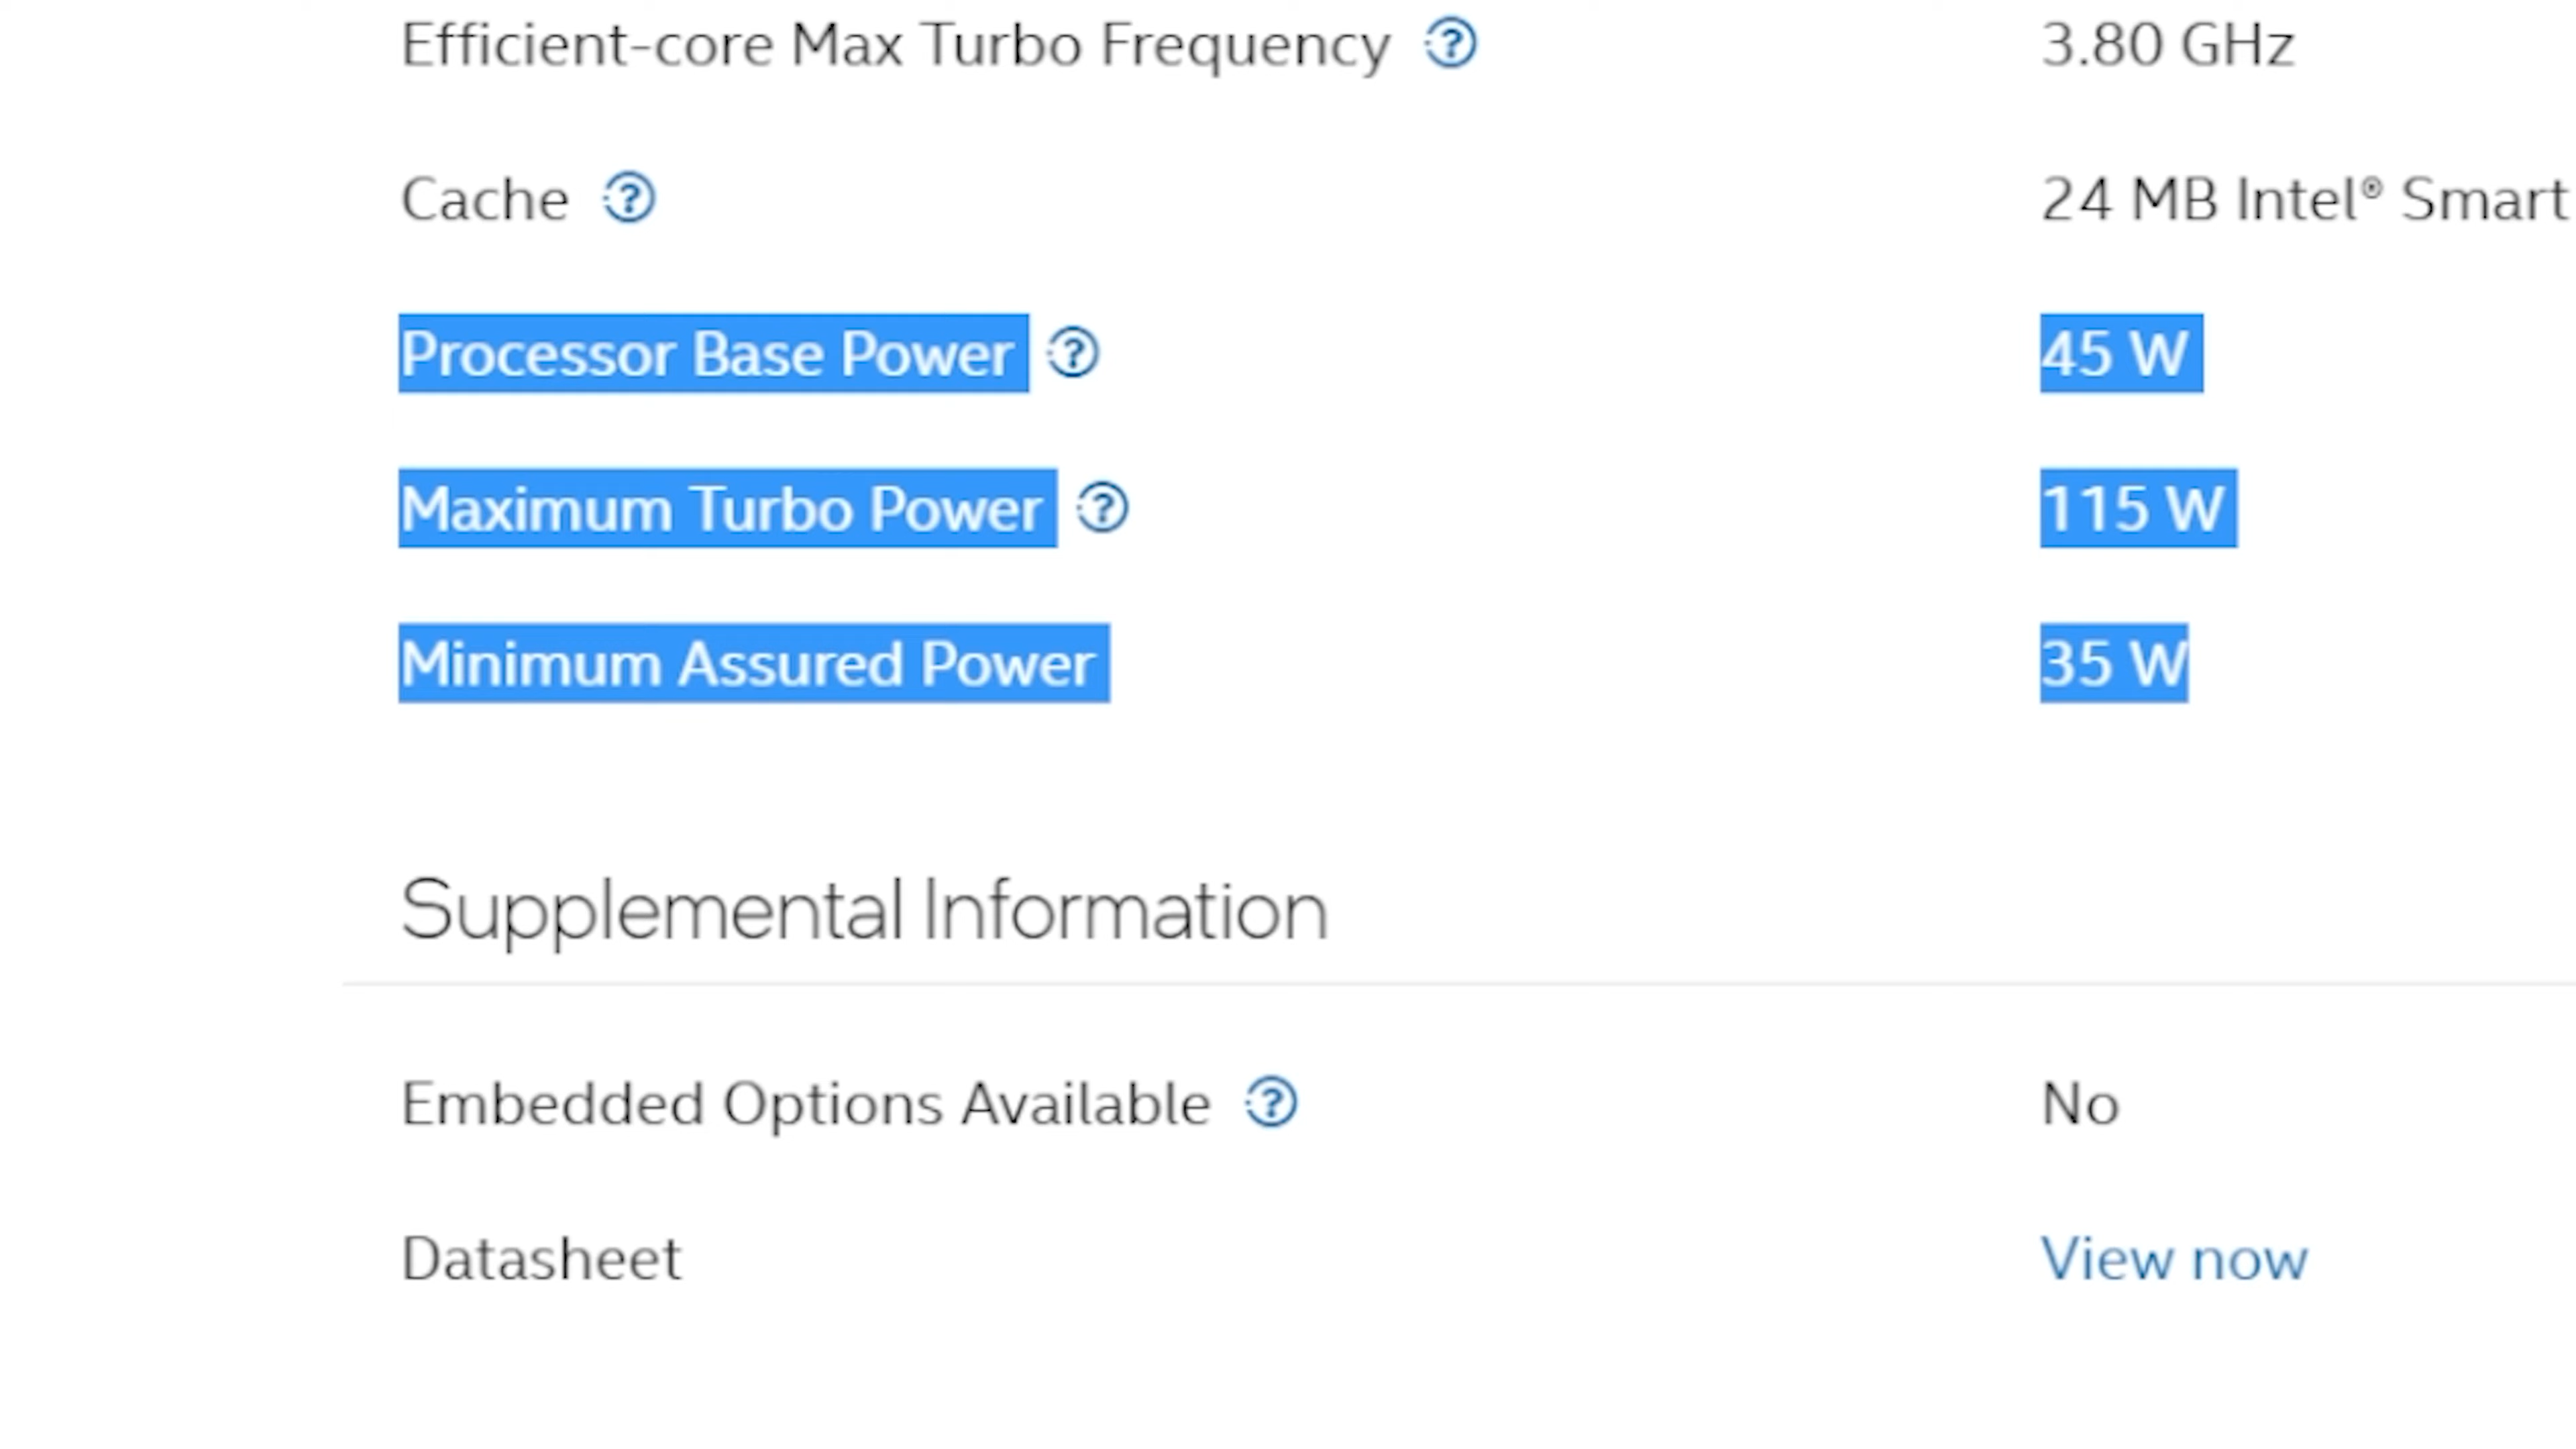 Efficient-core Max Turbo Frequency 3.80 GHz
Cache 24 MB Intel® Smart
Processor Base Power 45 W
Maximum Turbo Power 115 W
Minimum Assured Power 35 W
Supplemental Information
Embedded Options Available No
Datasheet View now